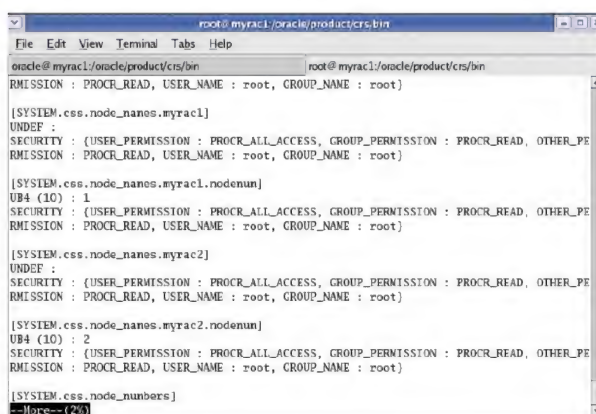 root@myrac1:/oracle/product/crs/bin
File Edit View Terminal Tabs Help
oracle@myrac1:/oracle/product/crs/bin root@myrac1:/oracle/product/crs/bin
RMISSION : PROCR_READ, USER_NAME : root, GROUP_NAME : root}
[SYSTEM.css.node_names.myrac1]
UNDEF :
SECURITY : {USER_PERMISSION : PROCR_ALL_ACCESS, GROUP_PERMISSION : PROCR_READ, OTHER_PE
RMISSION : PROCR_READ, USER_NAME : root, GROUP_NAME : root}
[SYSTEM.css.node_names.myrac1.nodenum]
UB4 (10) : 1
SECURITY : {USER_PERMISSION : PROCR_ALL_ACCESS, GROUP_PERMISSION : PROCR_READ, OTHER_PE
RMISSION : PROCR_READ, USER_NAME : root, GROUP_NAME : root}
[SYSTEM.css.node_names.myrac2]
UNDEF :
SECURITY : {USER_PERMISSION : PROCR_ALL_ACCESS, GROUP_PERMISSION : PROCR_READ, OTHER_PE
RMISSION : PROCR_READ, USER_NAME : root, GROUP_NAME : root}
[SYSTEM.css.node_names.myrac2.nodenum]
UB4 (10) : 2
SECURITY : {USER_PERMISSION : PROCR_ALL_ACCESS, GROUP_PERMISSION : PROCR_READ, OTHER_PE
RMISSION : PROCR_READ, USER_NAME : root, GROUP_NAME : root}
[SYSTEM.css.node_numbers]
--More--(2%)